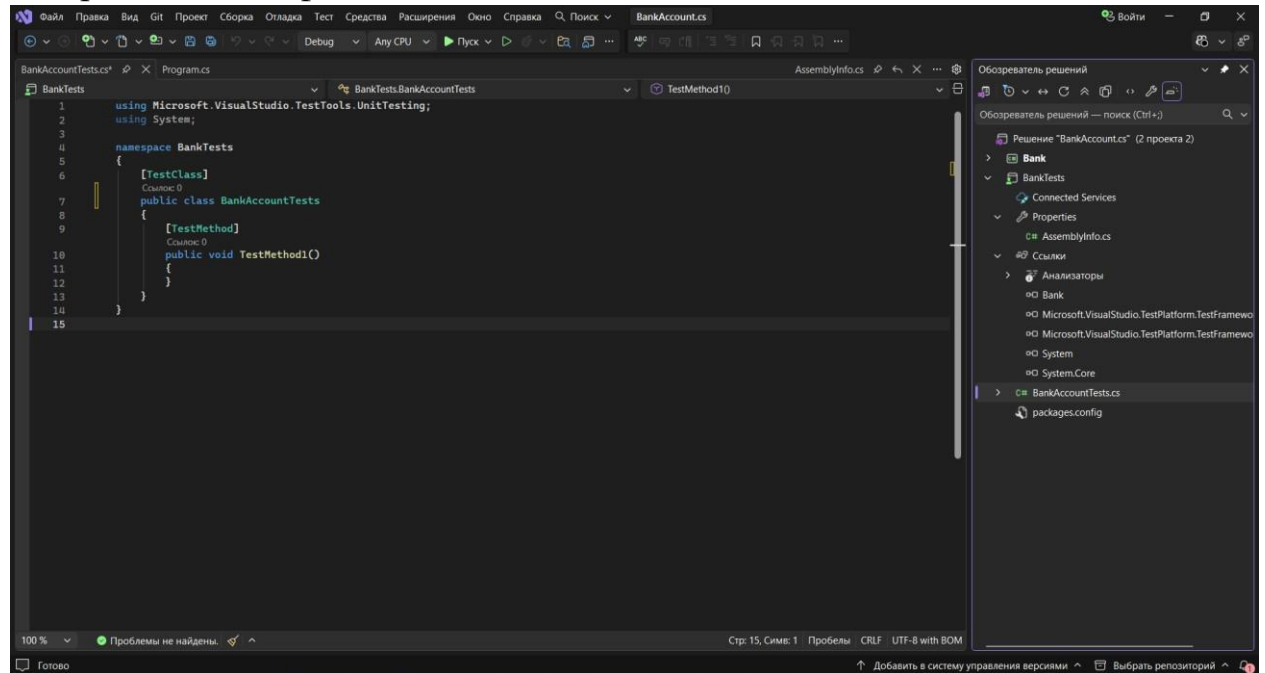 Файл Правка Вид Git Проект Сборка Отладка Тест Средства Расширения Окно Справка Поиск BankAccount.cs Войти
Debug Any CPU Пуск
BankAccountTests.cs* Program.cs AssemblyInfo.cs
BankTests BankTests.BankAccountTests TestMethod1()
1 using Microsoft.VisualStudio.TestTools.UnitTesting;
2 using System;
3
4 namespace BankTests
5 {
6 [TestClass]
Ссылок: 0
7 public class BankAccountTests
8 {
9 [TestMethod]
Ссылок: 0
10 public void TestMethod1()
11 {
12 }
13 }
14 }
15
100 % Проблемы не найдены. Стр: 15, Симв: 1 Пробелы CRLF UTF-8 with BOM
Обозреватель решений
Обозреватель решений — поиск (Ctrl+;)
Решение "BankAccount.cs" (2 проекта 2)
Bank
BankTests
Connected Services
Properties
C# AssemblyInfo.cs
Ссылки
Анализаторы
Bank
Microsoft.VisualStudio.TestPlatform.TestFramewo
Microsoft.VisualStudio.TestPlatform.TestFramewo
System
System.Core
C# BankAccountTests.cs
packages.config
Готово Добавить в систему управления версиями Выбрать репозиторий 1